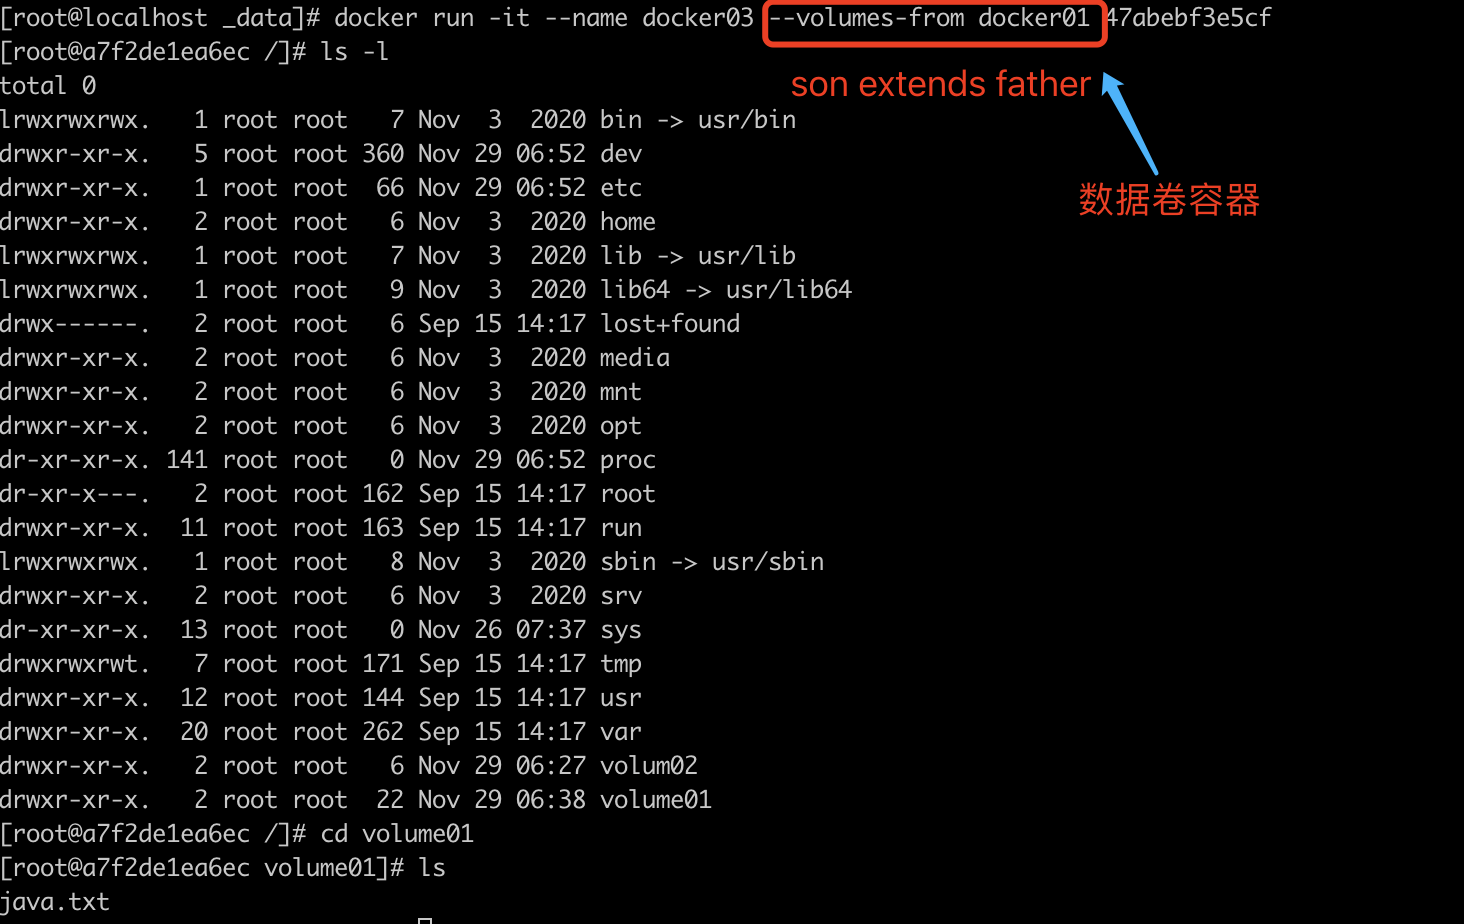 [root@localhost _data]# docker run -it --name docker03 --volumes-from docker01 47abebf3e5cf
[root@a7f2de1ea6ec /]# ls -l
total 0
son extends father
lrwxrwxrwx.   1 root root   7 Nov  3  2020 bin -> usr/bin
drwxr-xr-x.   5 root root 360 Nov 29 06:52 dev
drwxr-xr-x.   1 root root  66 Nov 29 06:52 etc
数据卷容器
drwxr-xr-x.   2 root root   6 Nov  3  2020 home
lrwxrwxrwx.   1 root root   7 Nov  3  2020 lib -> usr/lib
lrwxrwxrwx.   1 root root   9 Nov  3  2020 lib64 -> usr/lib64
drwx------.   2 root root   6 Sep 15 14:17 lost+found
drwxr-xr-x.   2 root root   6 Nov  3  2020 media
drwxr-xr-x.   2 root root   6 Nov  3  2020 mnt
drwxr-xr-x.   2 root root   6 Nov  3  2020 opt
dr-xr-xr-x. 141 root root   0 Nov 29 06:52 proc
dr-xr-x---.   2 root root 162 Sep 15 14:17 root
drwxr-xr-x.  11 root root 163 Sep 15 14:17 run
lrwxrwxrwx.   1 root root   8 Nov  3  2020 sbin -> usr/sbin
drwxr-xr-x.   2 root root   6 Nov  3  2020 srv
dr-xr-xr-x.  13 root root   0 Nov 26 07:37 sys
drwxrwxrwt.   7 root root 171 Sep 15 14:17 tmp
drwxr-xr-x.  12 root root 144 Sep 15 14:17 usr
drwxr-xr-x.  20 root root 262 Sep 15 14:17 var
drwxr-xr-x.   2 root root   6 Nov 29 06:27 volum02
drwxr-xr-x.   2 root root  22 Nov 29 06:38 volume01
[root@a7f2de1ea6ec /]# cd volume01
[root@a7f2de1ea6ec volume01]# ls
java.txt